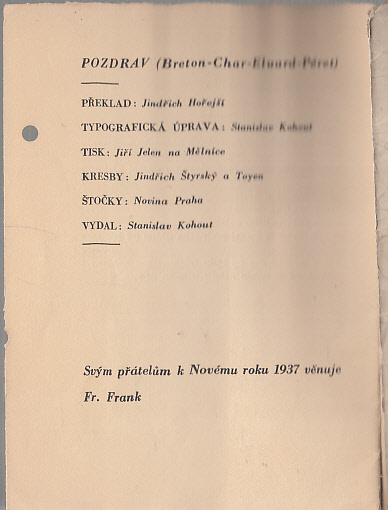 POZDRAV (Breton-Char-Eluard-Péret)
PŘEKLAD: Jindřich Hořejší
TYPOGRAFICKÁ ÚPRAVA: Stanislav Kohout
TISK: Jiří Jelen na Mělníce
KRESBY: Jindřich Štyrský a Toyen
ŠTOČKY: Novina Praha
VYDAL: Stanislav Kohout
Svým přátelům k Novému roku 1937 věnuje
Fr. Frank